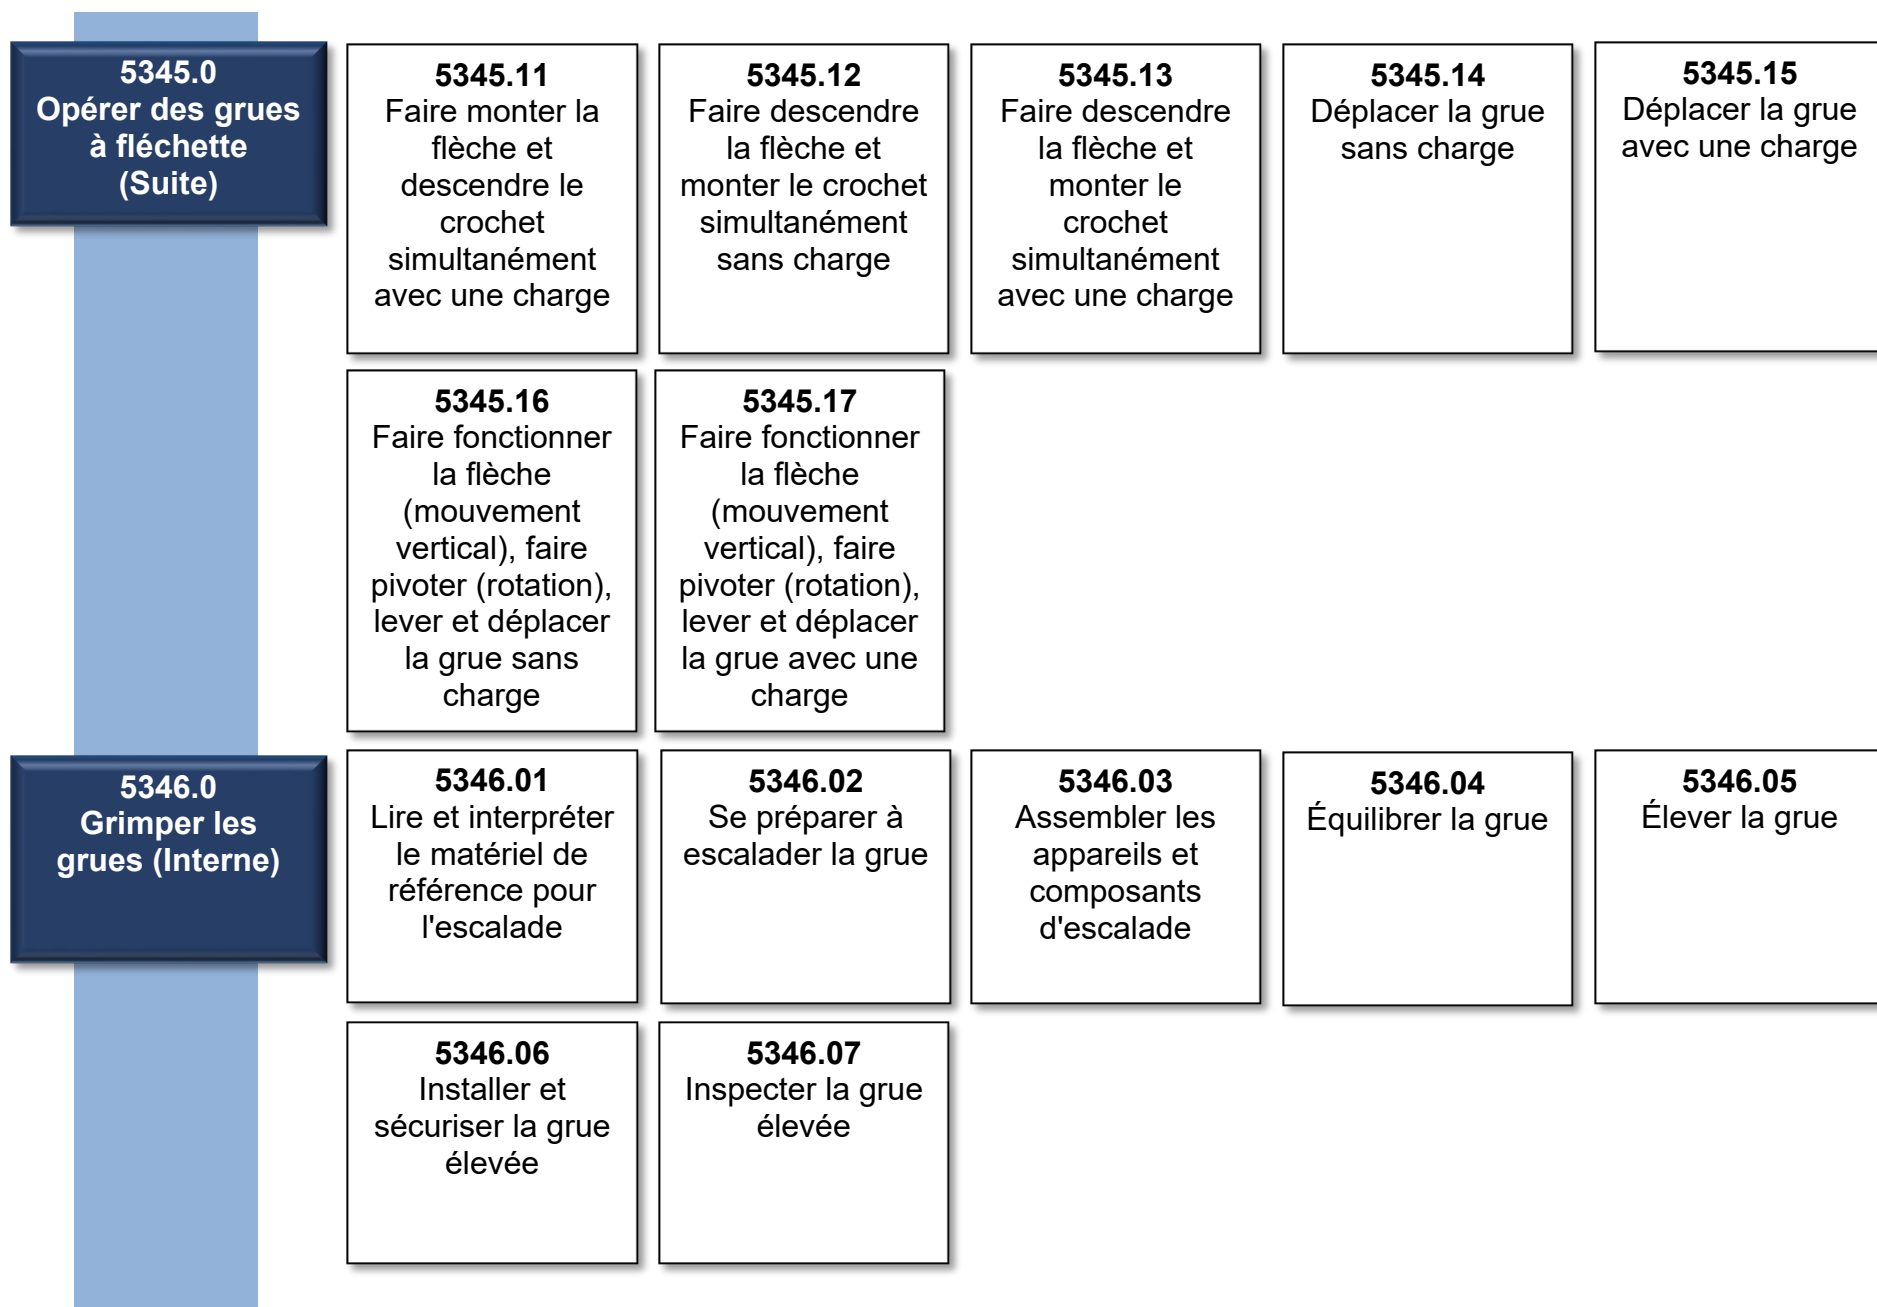 5345.0
Opérer des grues
à fléchette
(Suite)
5345.11
Faire monter la
flèche et
descendre le
crochet
simultanément
avec une charge
5345.12
Faire descendre
la flèche et
monter le crochet
simultanément
sans charge
5345.13
Faire descendre
la flèche et
monter le
crochet
simultanément
avec une charge
5345.14
Déplacer la grue
sans charge
5345.15
Déplacer la grue
avec une charge
5345.16
Faire fonctionner
la flèche
(mouvement
vertical), faire
pivoter (rotation),
lever et déplacer
la grue sans
charge
5345.17
Faire fonctionner
la flèche
(mouvement
vertical), faire
pivoter (rotation),
lever et déplacer
la grue avec une
charge
5346.0
Grimper les
grues (Interne)
5346.01
Lire et interpréter
le matériel de
référence pour
l'escalade
5346.02
Se préparer à
escalader la grue
5346.03
Assembler les
appareils et
composants
d'escalade
5346.04
Équilibrer la grue
5346.05
Élever la grue
5346.06
Installer et
sécuriser la grue
élevée
5346.07
Inspecter la grue
élevée